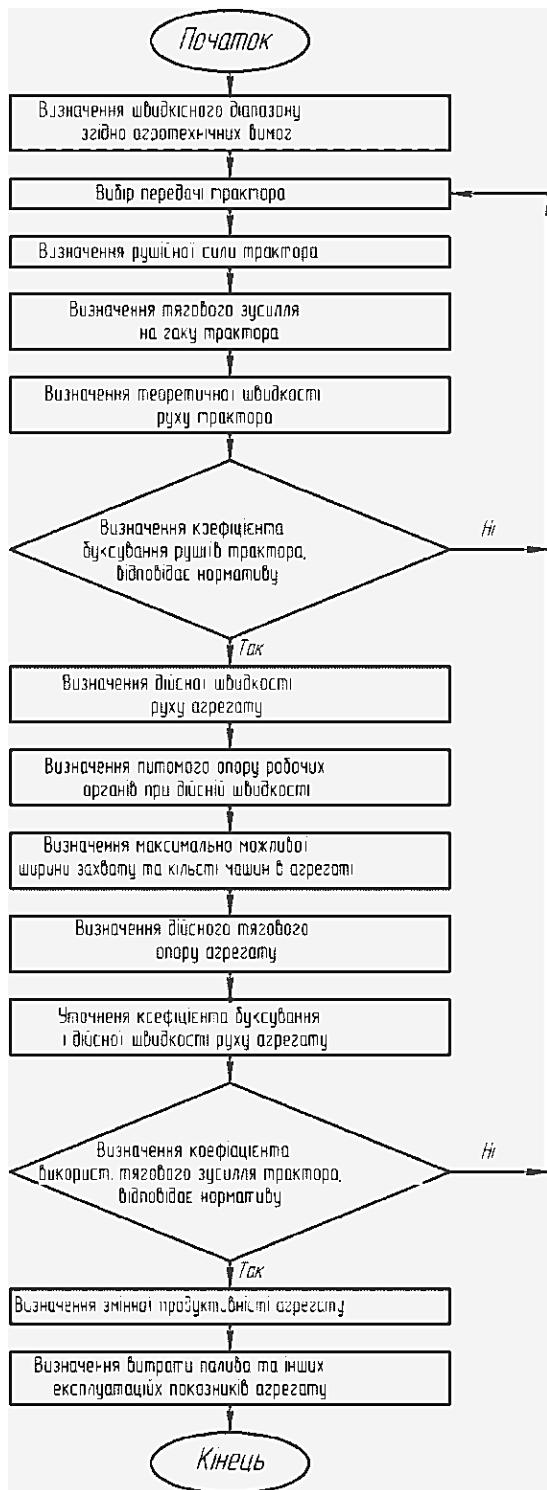 Початок
Визначення швидкісного діапазону
згідно агротехнічних вимог
Вибір передачі трактора
Визначення рушійної сили трактора
Визначення тягового зусилля
на гаку трактора
Визначення теоретичної швидкості
руху трактора
Визначення коефіцієнта
буксування рушіїв трактора,
відповідає нормативу
Ні
Так
Визначення дійсної швидкості
руху агрегату
Визначення питомого опору робочих
органів при дійсній швидкості
Визначення максимально можливої
ширини захвату та кількості машин в агрегаті
Визначення дійсного тягового
опору агрегату
Уточненя коефіцієнта буксування
і дійсної швидкості руху агрегату
Визначення коефіацієнта
використ. тягового зусилля трактора,
відповідає нормативу
Ні
Так
Визначення змінної продуктивності агрегату
Визначення витрати палива та інших
експлуатаційх показників агрегату
Кінець